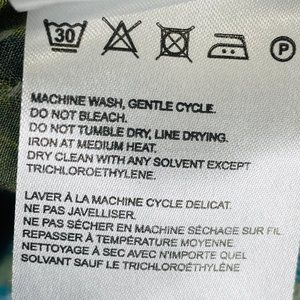 30 P
MACHINE WASH, GENTLE CYCLE.
DO NOT BLEACH.
DO NOT TUMBLE DRY, LINE DRYING.
IRON AT MEDIUM HEAT.
DRY CLEAN WITH ANY SOLVENT EXCEPT
TRICHLOROETHYLENE.
LAVER À LA MACHINE CYCLE DELICAT.
NE PAS JAVELLISER.
NE PAS SÉCHER EN MACHINE SÉCHAGE SUR FIL
REPASSER À TEMPÉRATURE MOYENNE.
NETTOYAGE À SEC AVEC N'IMPORTE QUEL
SOLVANT SAUF LE TRICHLOROÉTHYLÈNE